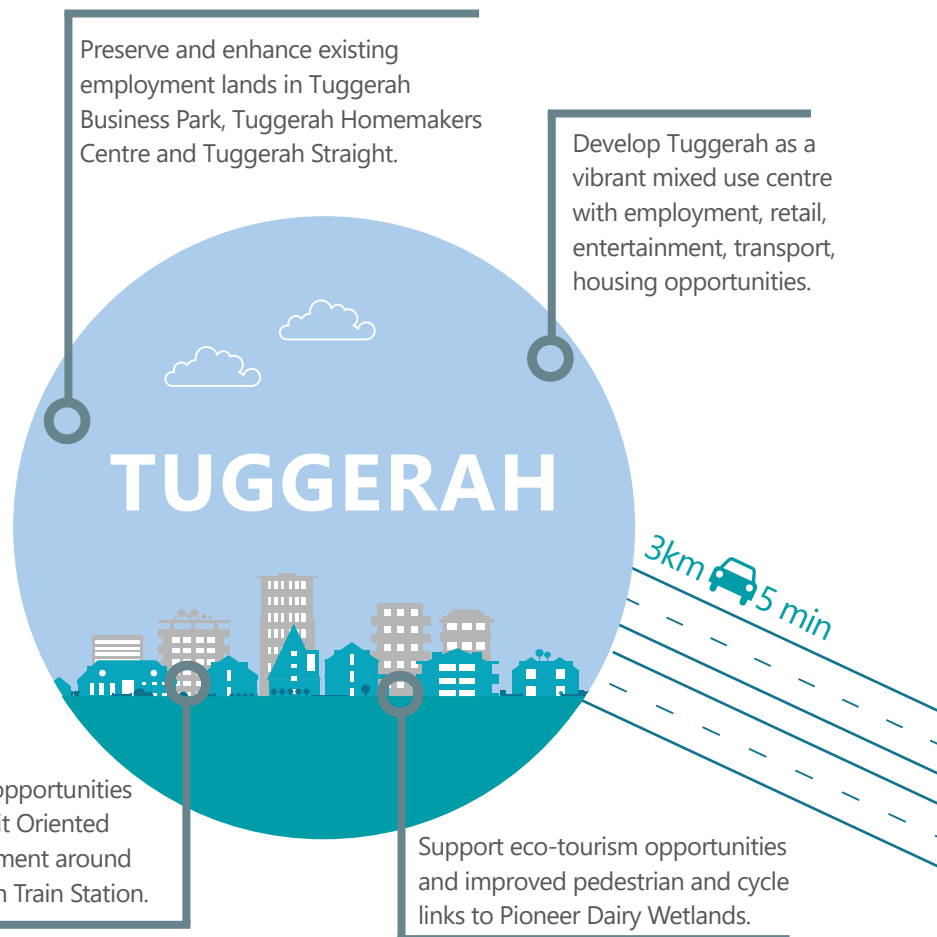 Preserve and enhance existing
employment lands in Tuggerah
Business Park, Tuggerah Homemakers
Centre and Tuggerah Straight.
Develop Tuggerah as a
vibrant mixed use centre
with employment, retail,
entertainment, transport,
housing opportunities.
TUGGERAH
3km 5 min
opportunities
Oriented
around
Train Station.
Support eco-tourism opportunities
and improved pedestrian and cycle
links to Pioneer Dairy Wetlands.